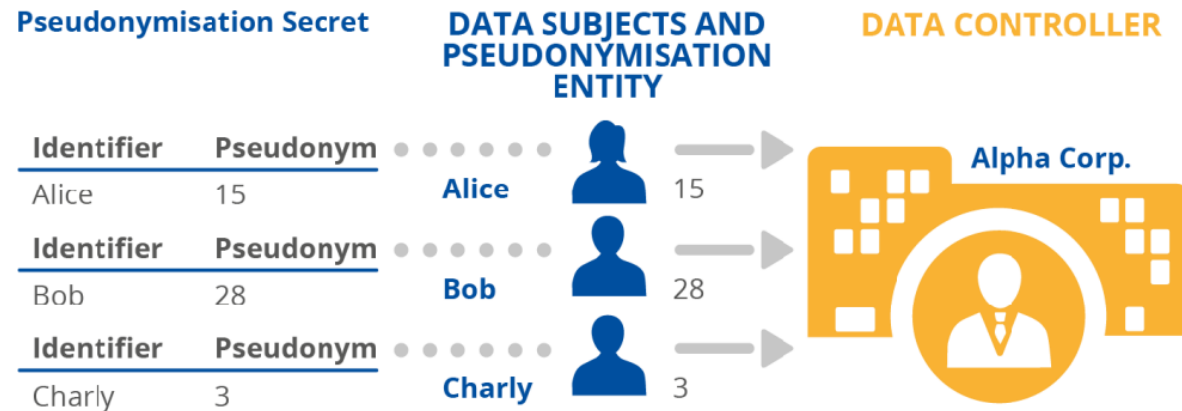 Pseudonymisation Secret
DATA SUBJECTS AND
PSEUDONYMISATION
ENTITY
DATA CONTROLLER
Identifier Pseudonym
Alice 15
Alice
15
Identifier Pseudonym
Bob 28
Bob
28
Identifier Pseudonym
Charly 3
Charly
3
Alpha Corp.